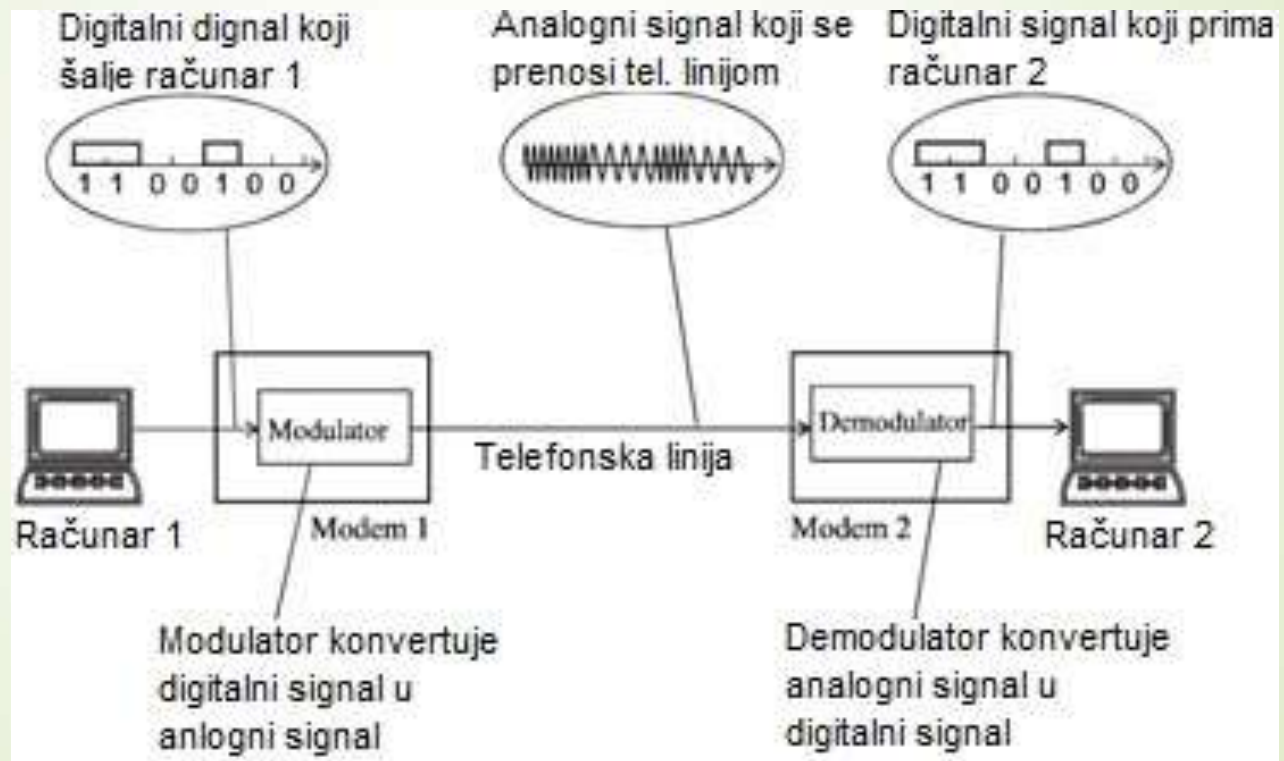 Digitalni dignal koji
šalje računar 1
Analogni signal koji se
prenosi tel. linijom
Digitalni signal koji prima
računar 2
1 1 0 0 1 0 0
1 1 0 0 1 0 0
Modulator
Demodulator
Telefonska linija
Računar 1
Modem 1
Modem 2
Računar 2
Modulator konvertuje
digitalni signal u
anlogni signal
Demodulator konvertuje
analogni signal u
digitalni signal